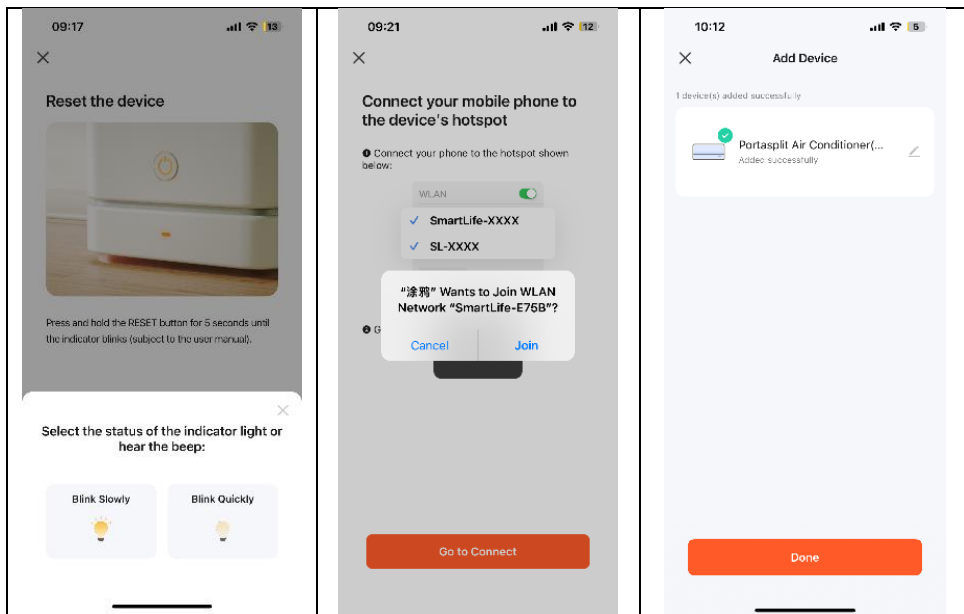 09:17
13
Reset the device
Press and hold the RESET button for 5 seconds until
the indicator blinks (subject to the user manual).
Select the status of the indicator light or
hear the beep:
Blink Slowly
Blink Quickly
09:21
12
Connect your mobile phone to
the device's hotspot
❶ Connect your phone to the hotspot shown
below:
WLAN
✓ SmartLife-XXXX
✓ SL-XXXX
"涂鸦" Wants to Join WLAN
Network "SmartLife-E75B"?
❷ G
Cancel
Join
Go to Connect
10:12
5
Add Device
1 device(s) added successfully
Portasplit Air Conditioner(...
Added successfully
Done